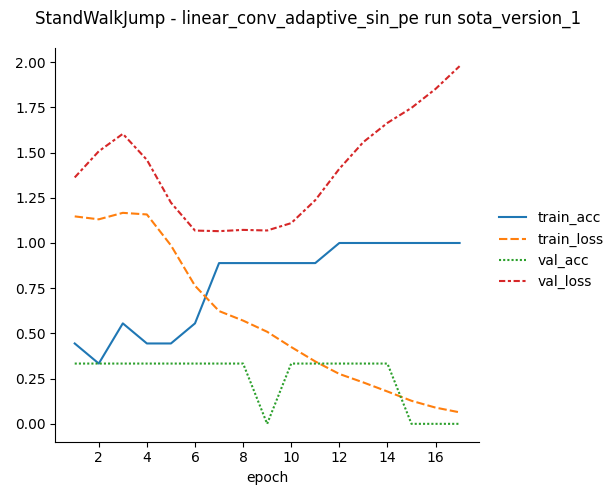 StandWalkJump - linear_conv_adaptive_sin_pe run sota_version_1
2.00
1.75
1.50
1.25
1.00
0.75
0.50
0.25
0.00
2 4 6 8 10 12 14 16
epoch
train_acc
train_loss
val_acc
val_loss